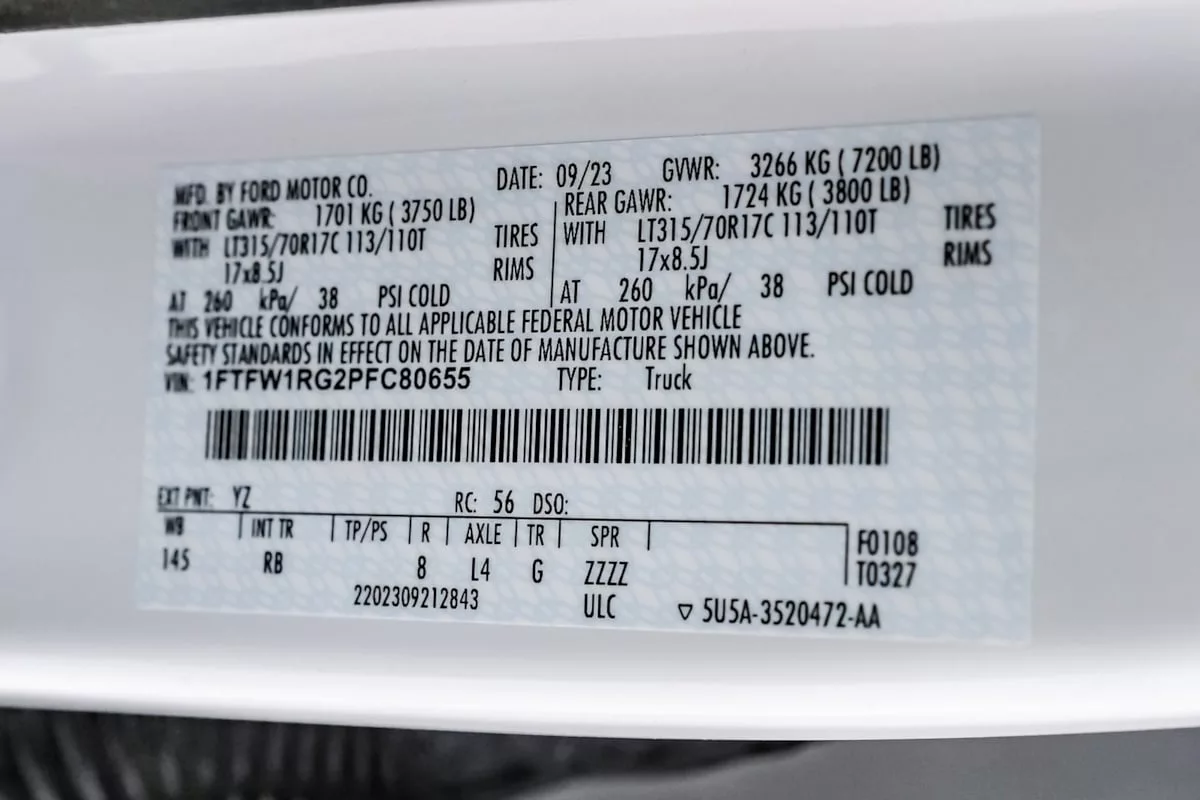 MFD. BY FORD MOTOR CO. DATE: 09/23 GVWR: 3266 KG ( 7200 LB)
FRONT GAWR: 1701 KG ( 3750 LB) REAR GAWR: 1724 KG ( 3800 LB)
WITH LT315/70R17C 113/110T TIRES WITH LT315/70R17C 113/110T TIRES
17x8.5J RIMS 17x8.5J RIMS
AT 260 kPa/ 38 PSI COLD AT 260 kPa/ 38 PSI COLD
THIS VEHICLE CONFORMS TO ALL APPLICABLE FEDERAL MOTOR VEHICLE
SAFETY STANDARDS IN EFFECT ON THE DATE OF MANUFACTURE SHOWN ABOVE.
VIN: 1FTFW1RG2PFC80655 TYPE: Truck
EXT PNT: YZ RC: 56 DSO:
WB INT TR TP/PS R AXLE TR SPR F0108
145 RB 8 L4 G ZZZZ T0327
2202309212843 ULC ▽ 5U5A-3520472-AA